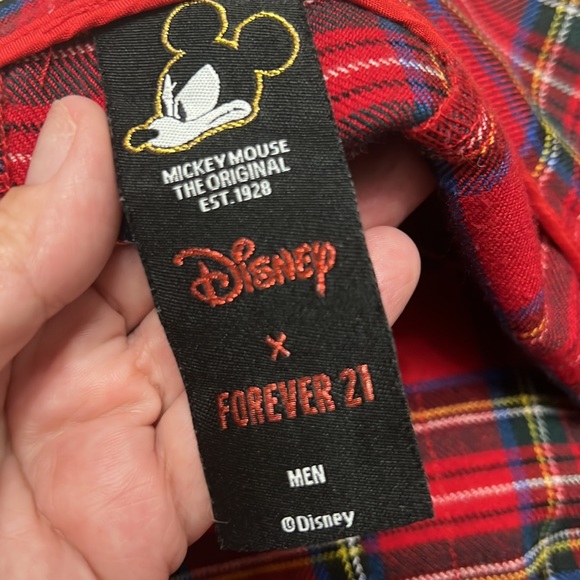 MICKEY MOUSE
THE ORIGINAL
EST. 1928
Disney
x
FOREVER 21
MEN
©Disney